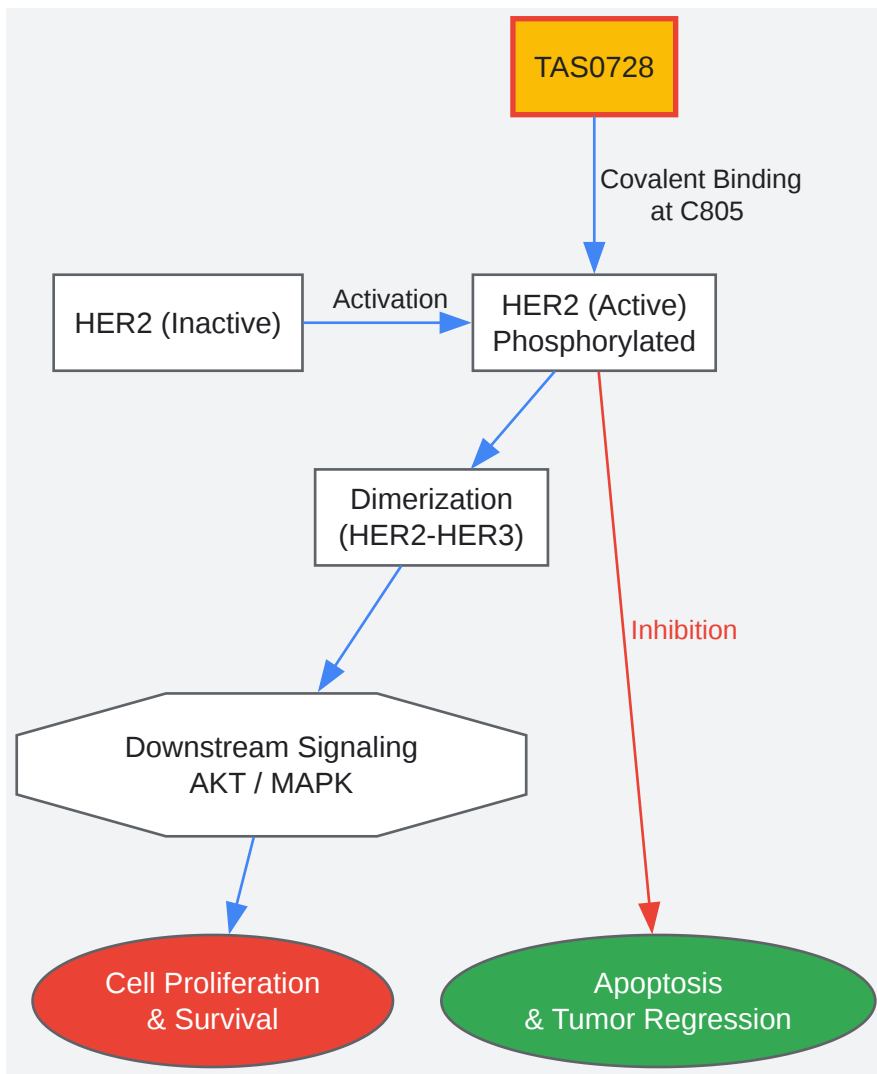 TAS0728
Covalent Binding
at C805
HER2 (Inactive)
Activation
HER2 (Active)
Phosphorylated
Dimerization
(HER2-HER3)
Inhibition
Downstream Signaling
AKT / MAPK
Cell Proliferation
& Survival
Apoptosis
& Tumor Regression